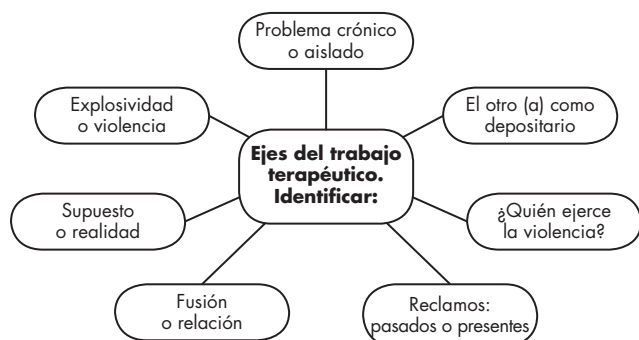 Problema crónico
o aislado
Explosividad
o violencia
El otro (a) como
depositario
Ejes del trabajo
terapéutico.
Identificar:
Supuesto
o realidad
¿Quién ejerce
la violencia?
Fusión
o relación
Reclamos:
pasados o presentes